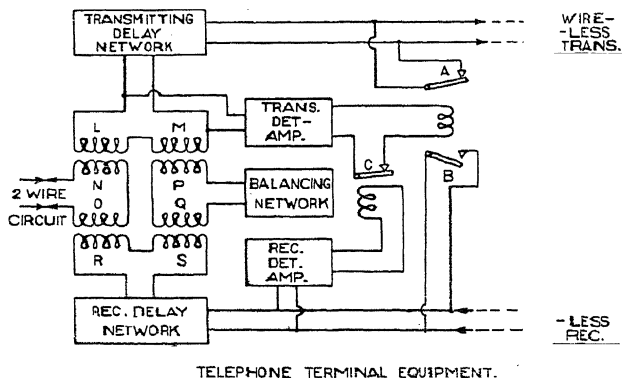 TRANSMITTING
DELAY
NETWORK
WIRE-
-LESS
TRANS.
A
L
M
TRANS.
DET-
AMP.
C
B
N
P
2 WIRE
CIRCUIT
O
Q
BALANCING
NETWORK
R
S
REC.
DET.
AMP.
REC. DELAY
NETWORK
-LESS
REC.
TELEPHONE TERMINAL EQUIPMENT.